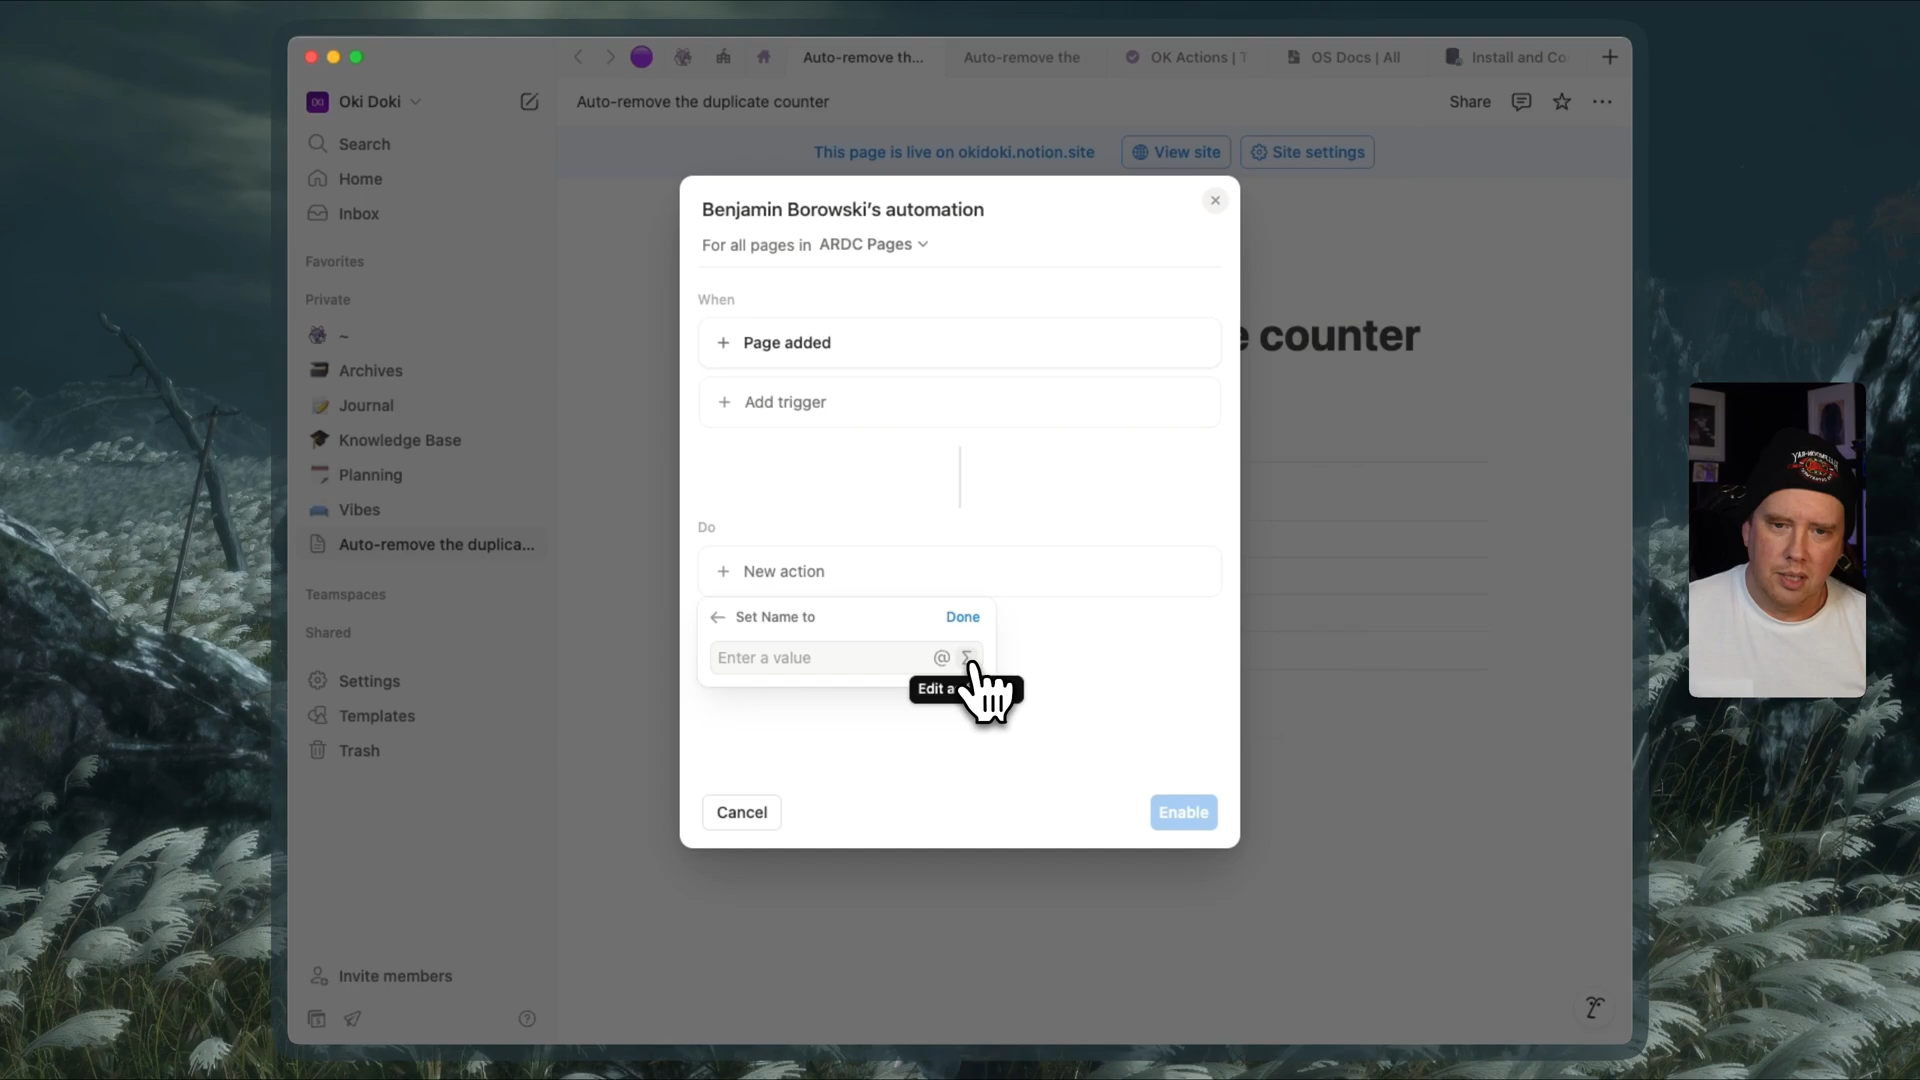 Auto-remove th...
Auto-remove the
OK Actions | T
OS Docs | All
Install and Co
Oki Doki
Auto-remove the duplicate counter
Share
Search
Home
Inbox
This page is live on okidoki.notion.site
View site
Site settings
Favorites
Private
~
Archives
Journal
Knowledge Base
Planning
Vibes
Auto-remove the duplica...
Teamspaces
Shared
Settings
Templates
Trash
Invite members
e counter
Benjamin Borowski's automation
For all pages in ARDC Pages
When
Page added
Add trigger
Do
New action
Set Name to
Done
Enter a value
@ Σ
Edit a
Cancel
Enable